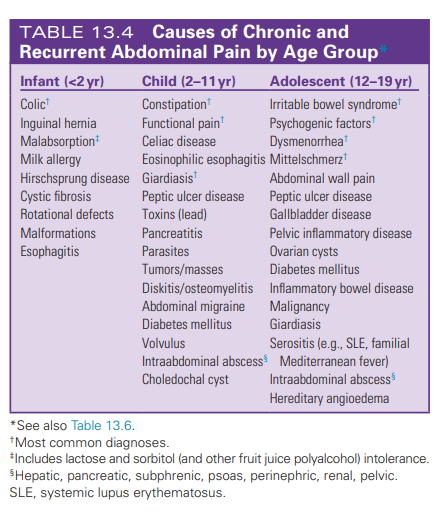 TABLE 13.4 Causes of Chronic and
Recurrent Abdominal Pain by Age Group*
Infant (<2 yr) Child (2–11 yr) Adolescent (12–19 yr)
Colic† Constipation† Irritable bowel syndrome†
Inguinal hernia Functional pain† Psychogenic factors†
Malabsorption‡ Celiac disease Dysmenorrhea†
Milk allergy Eosinophilic esophagitis Mittelschmerz†
Hirschsprung disease Giardiasis† Abdominal wall pain
Cystic fibrosis Peptic ulcer disease Peptic ulcer disease
Rotational defects Toxins (lead) Gallbladder disease
Malformations Pancreatitis Pelvic inflammatory disease
Esophagitis Parasites Ovarian cysts
Tumors/masses Diabetes mellitus
Diskitis/osteomyelitis Inflammatory bowel disease
Abdominal migraine Malignancy
Diabetes mellitus Giardiasis
Volvulus Serositis (e.g., SLE, familial
Intraabdominal abscess§ Mediterranean fever)
Choledochal cyst Intraabdominal abscess§
Hereditary angioedema
*See also Table 13.6.
†Most common diagnoses.
‡Includes lactose and sorbitol (and other fruit juice polyalcohol) intolerance.
§Hepatic, pancreatic, subphrenic, psoas, perinephric, renal, pelvic.
SLE, systemic lupus erythematosus.